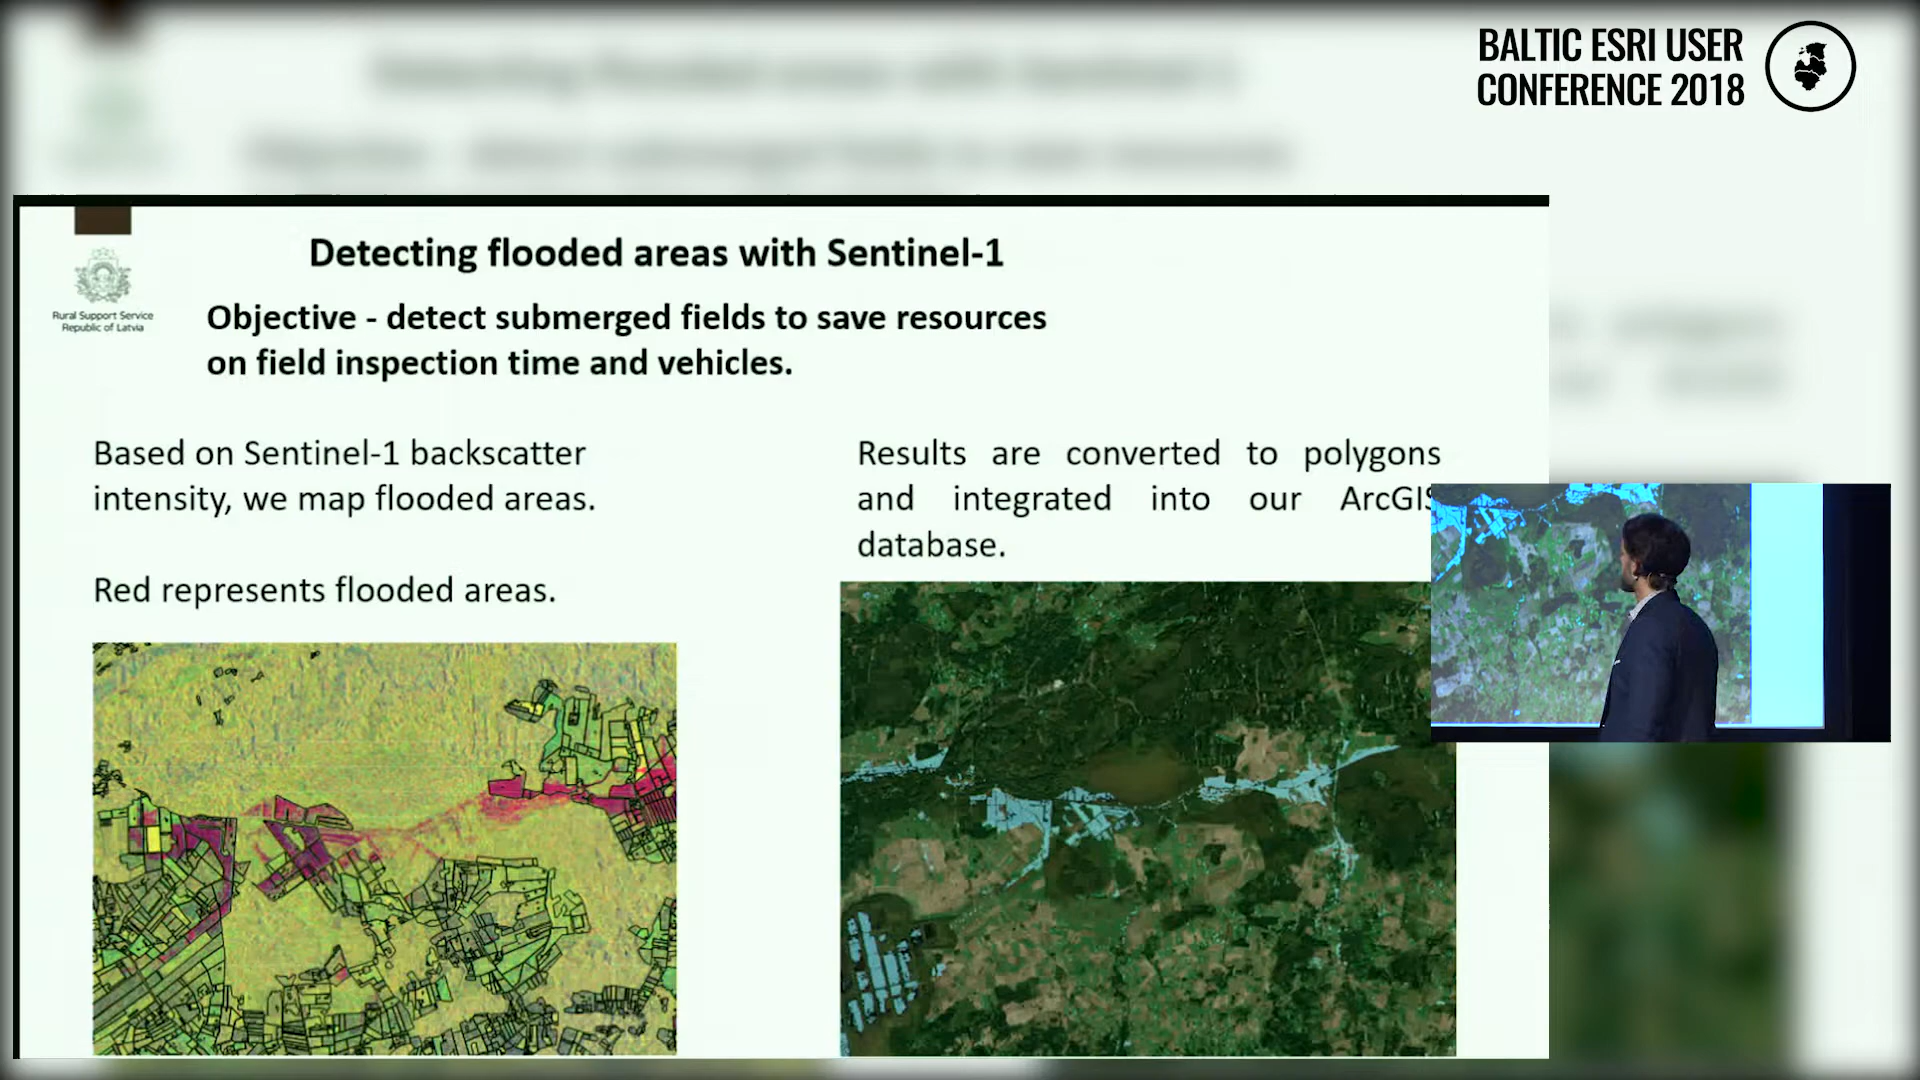 BALTIC ESRI USER
CONFERENCE 2018
Rural Support Service
Republic of Latvia
Detecting flooded areas with Sentinel-1
Objective - detect submerged fields to save resources
on field inspection time and vehicles.
Based on Sentinel-1 backscatter
intensity, we map flooded areas.
Red represents flooded areas.
Results are converted to polygons
and integrated into our ArcGIS
database.